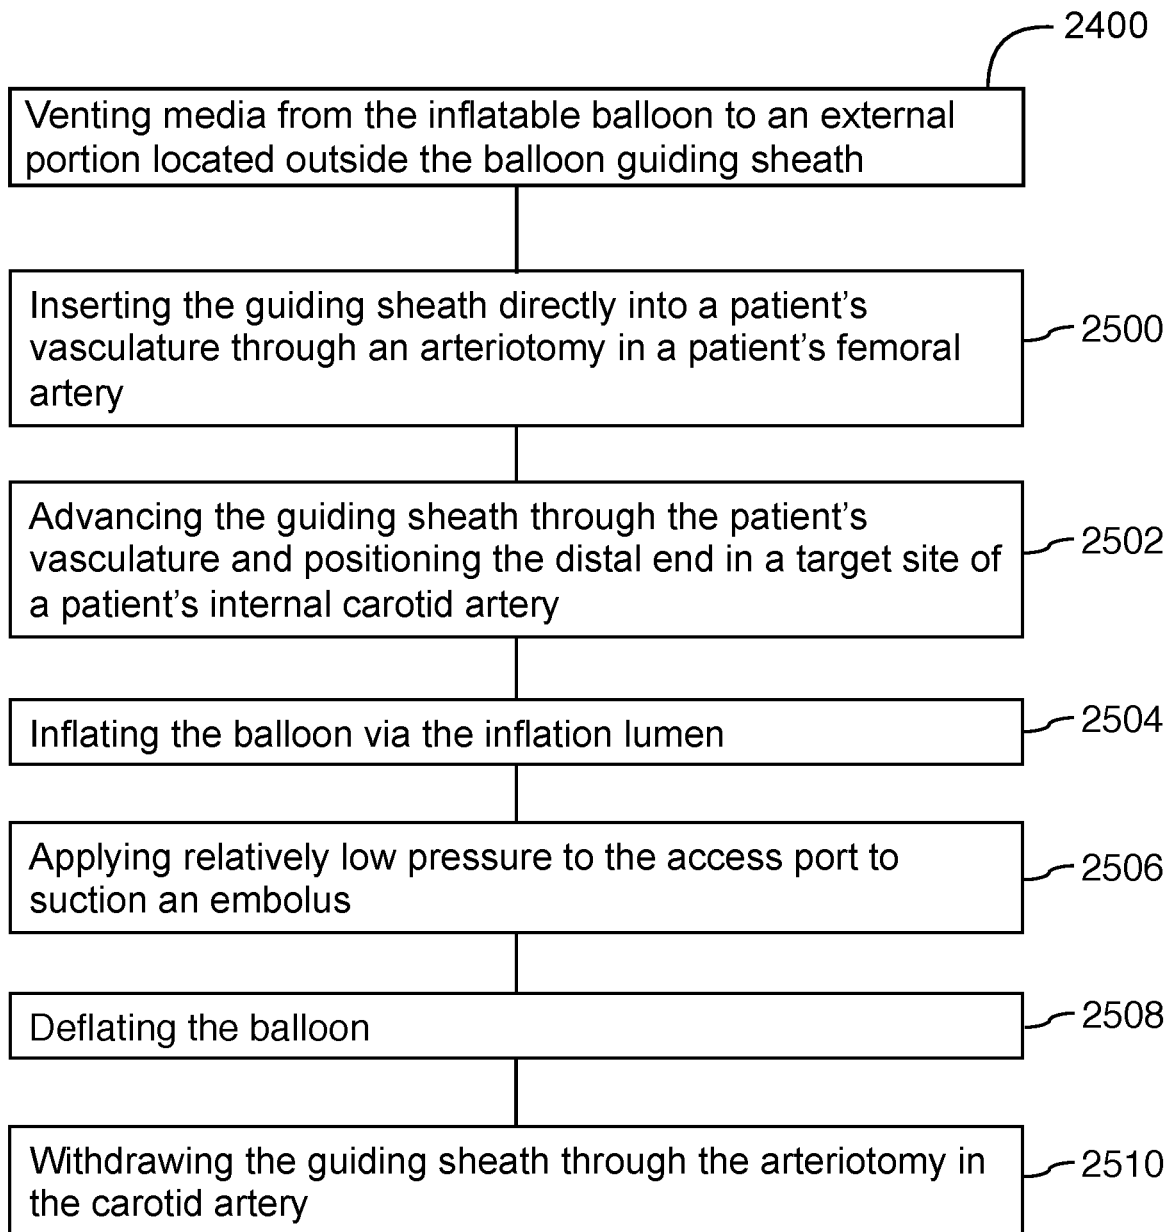 2400
Venting media from the inflatable balloon to an external
portion located outside the balloon guiding sheath
Inserting the guiding sheath directly into a patient’s
vasculature through an arteriotomy in a patient’s femoral
artery
2500
Advancing the guiding sheath through the patient’s
vasculature and positioning the distal end in a target site of
a patient’s internal carotid artery
2502
Inflating the balloon via the inflation lumen
2504
Applying relatively low pressure to the access port to
suction an embolus
2506
Deflating the balloon
2508
Withdrawing the guiding sheath through the arteriotomy in
the carotid artery
2510